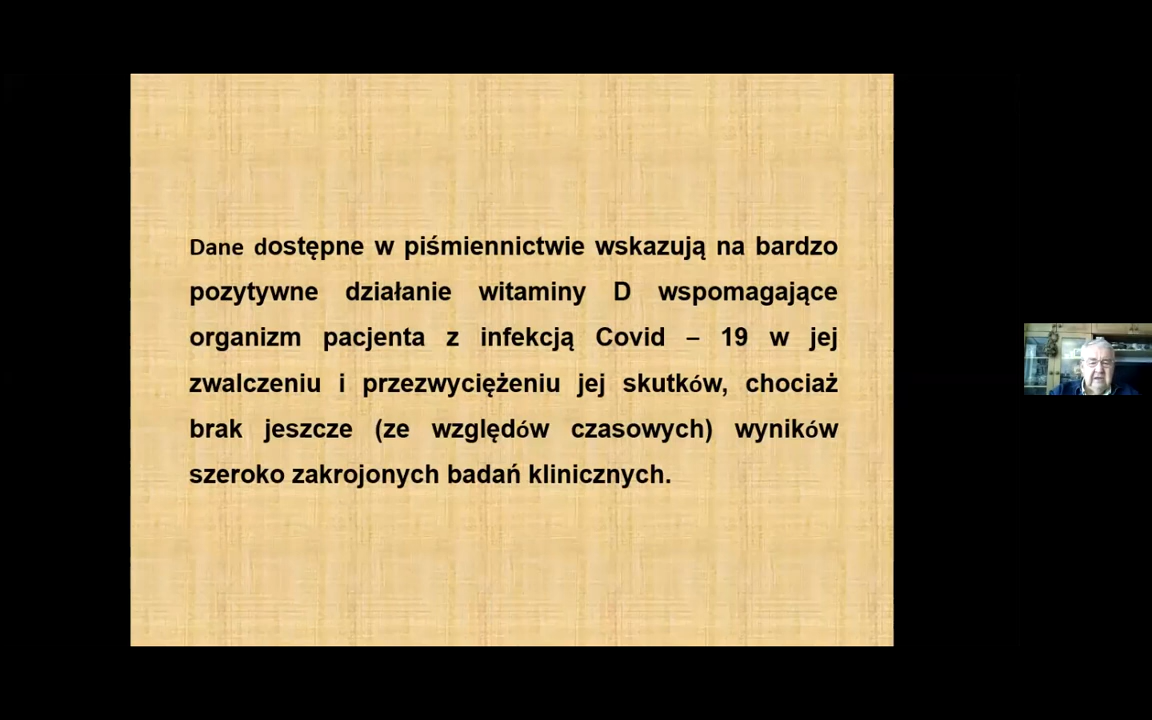 Dane dostępne w piśmiennictwie wskazują na bardzo
pozytywne działanie witaminy D wspomagające
organizm pacjenta z infekcją Covid – 19 w jej
zwalczeniu i przezwyciężeniu jej skutków, chociaż
brak jeszcze (ze względów czasowych) wyników
szeroko zakrojonych badań klinicznych.